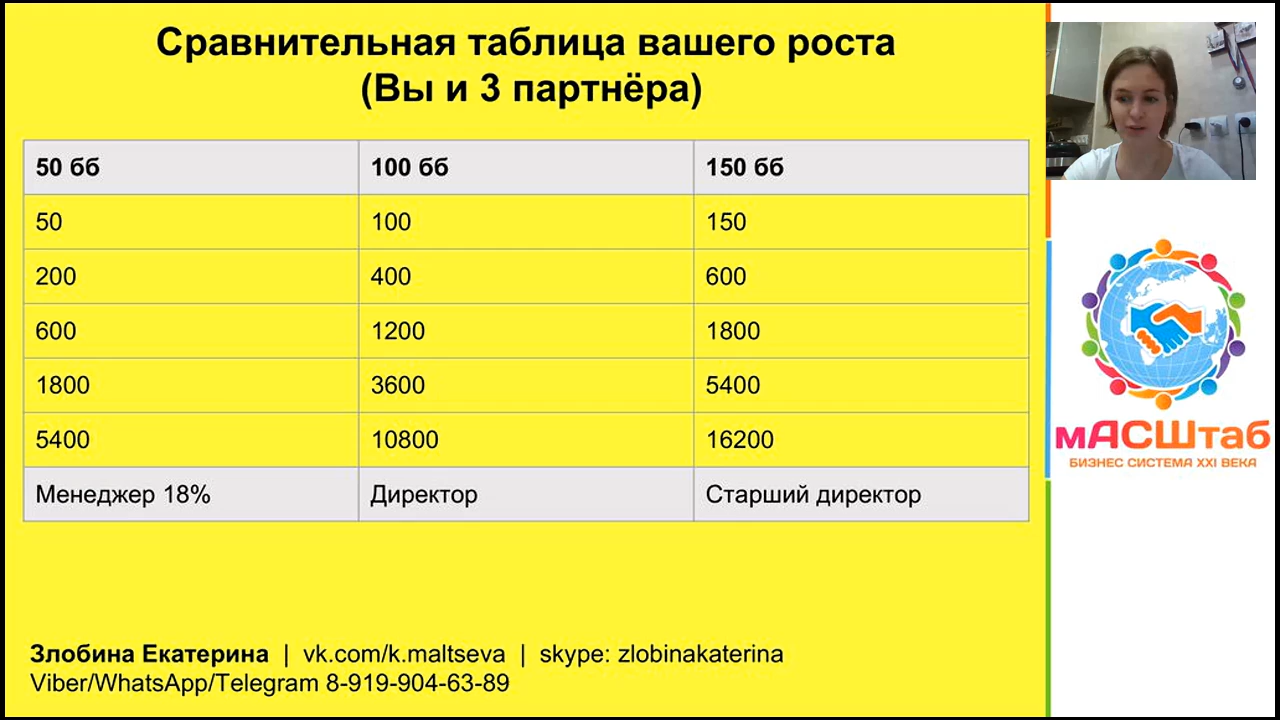 Сравнительная таблица вашего роста
(Вы и 3 партнёра)
50 бб 100 бб 150 бб
50 100 150
200 400 600
600 1200 1800
1800 3600 5400
5400 10800 16200
Менеджер 18% Директор Старший директор
Злобина Екатерина | vk.com/k.maltseva | skype: zlobinakaterina
Viber/WhatsApp/Telegram 8-919-904-63-89
мАСШтаб
БИЗНЕС СИСТЕМА XXI ВЕКА